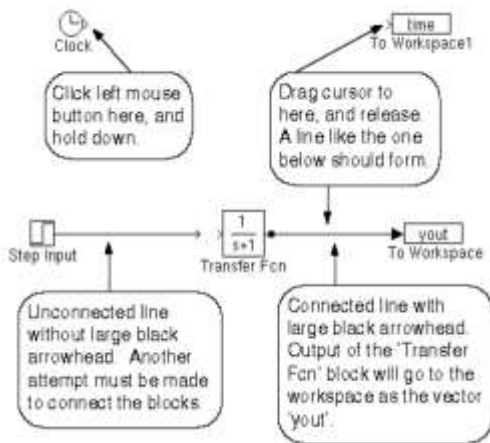 time
Clock
To Workspace1
Click left mouse
button here, and
hold down.
Drag cursor to
here, and release.
A line like the one
below should form.
1
s+1
yout
Step Input
Transfer Fcn
To Workspace
Unconnected line
without large black
arrowhead. Another
attempt must be made
to connect the blocks.
Connected line with
large black arrowhead.
Output of the 'Transfer
Fcn' block will go to the
workspace as the vector
'yout'.